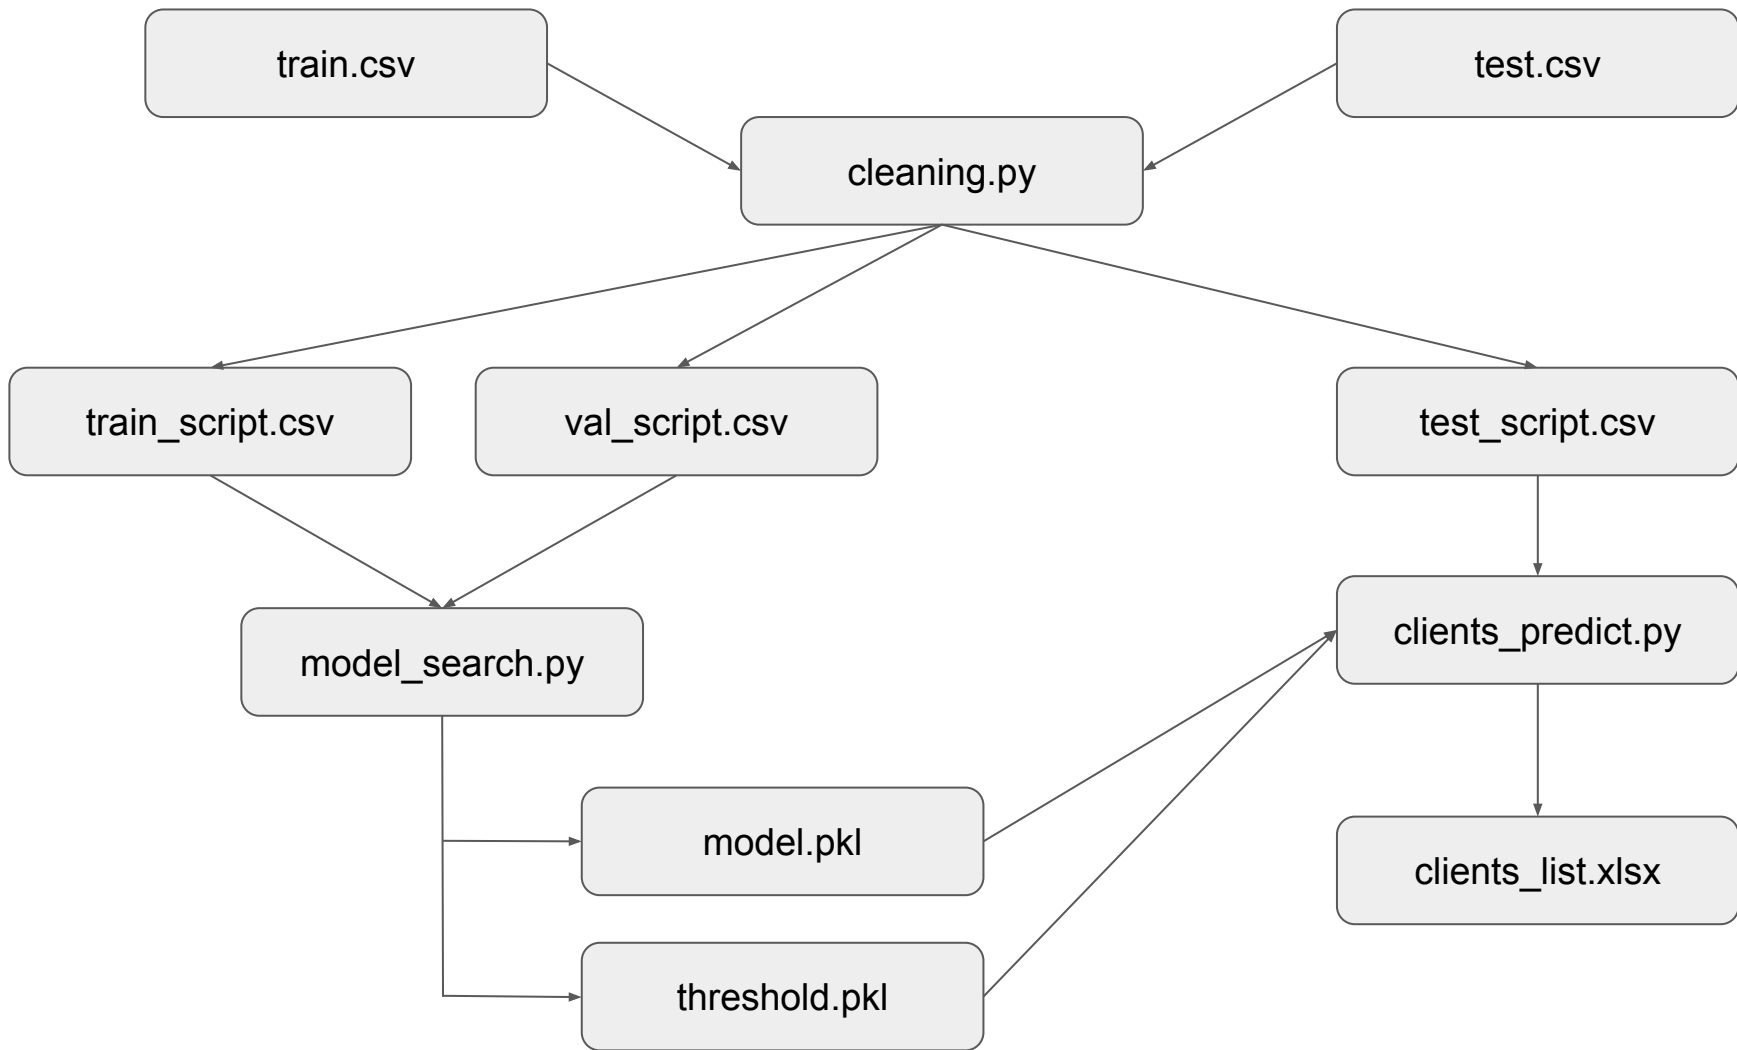 train.csv
test.csv
cleaning.py
train_script.csv
val_script.csv
test_script.csv
model_search.py
clients_predict.py
model.pkl
clients_list.xlsx
threshold.pkl